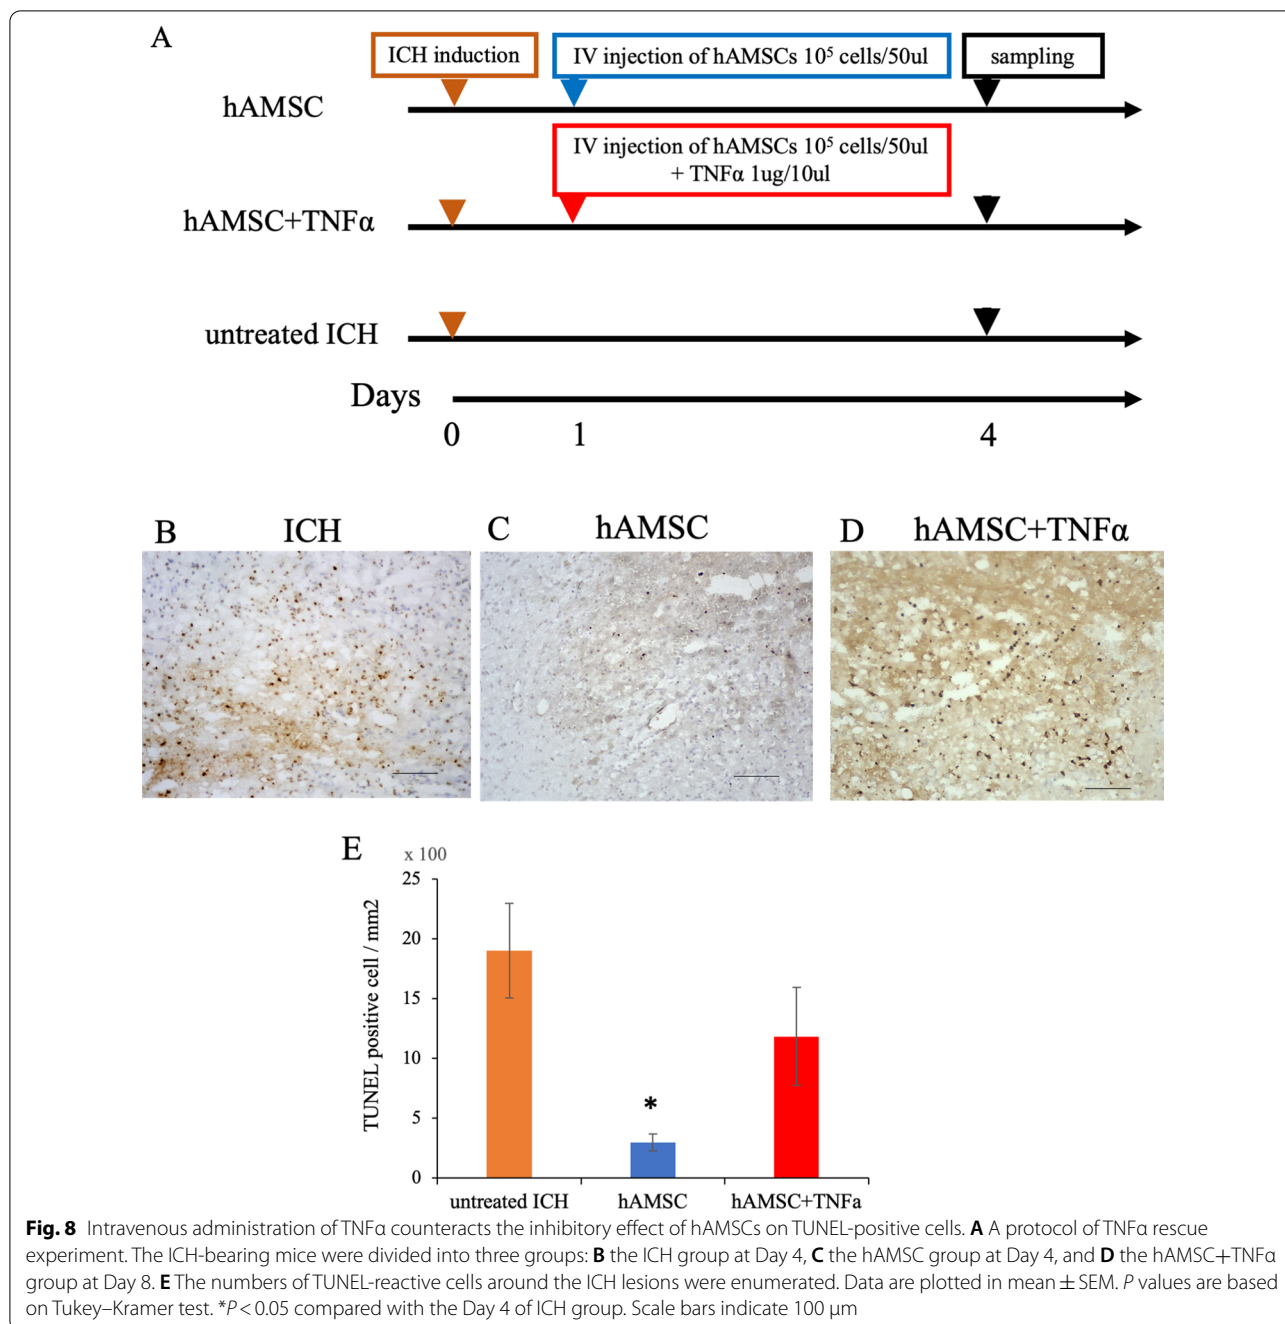 A
ICH induction
IV injection of hAMSCs 10⁵ cells/50ul
sampling
hAMSC
IV injection of hAMSCs 10⁵ cells/50ul
+ TNFα 1ug/10ul
hAMSC+TNFα
untreated ICH
Days
0 1 4
B ICH
C hAMSC
D hAMSC+TNFα
E
x 100
TUNEL positive cell / mm2
25
20
15
10
5
0
*
untreated ICH hAMSC hAMSC+TNFa
Fig. 8 Intravenous administration of TNFα counteracts the inhibitory effect of hAMSCs on TUNEL-positive cells. A A protocol of TNFα rescue
experiment. The ICH-bearing mice were divided into three groups: B the ICH group at Day 4, C the hAMSC group at Day 4, and D the hAMSC+TNFα
group at Day 8. E The numbers of TUNEL-reactive cells around the ICH lesions were enumerated. Data are plotted in mean ± SEM. P values are based
on Tukey–Kramer test. *P < 0.05 compared with the Day 4 of ICH group. Scale bars indicate 100 μm